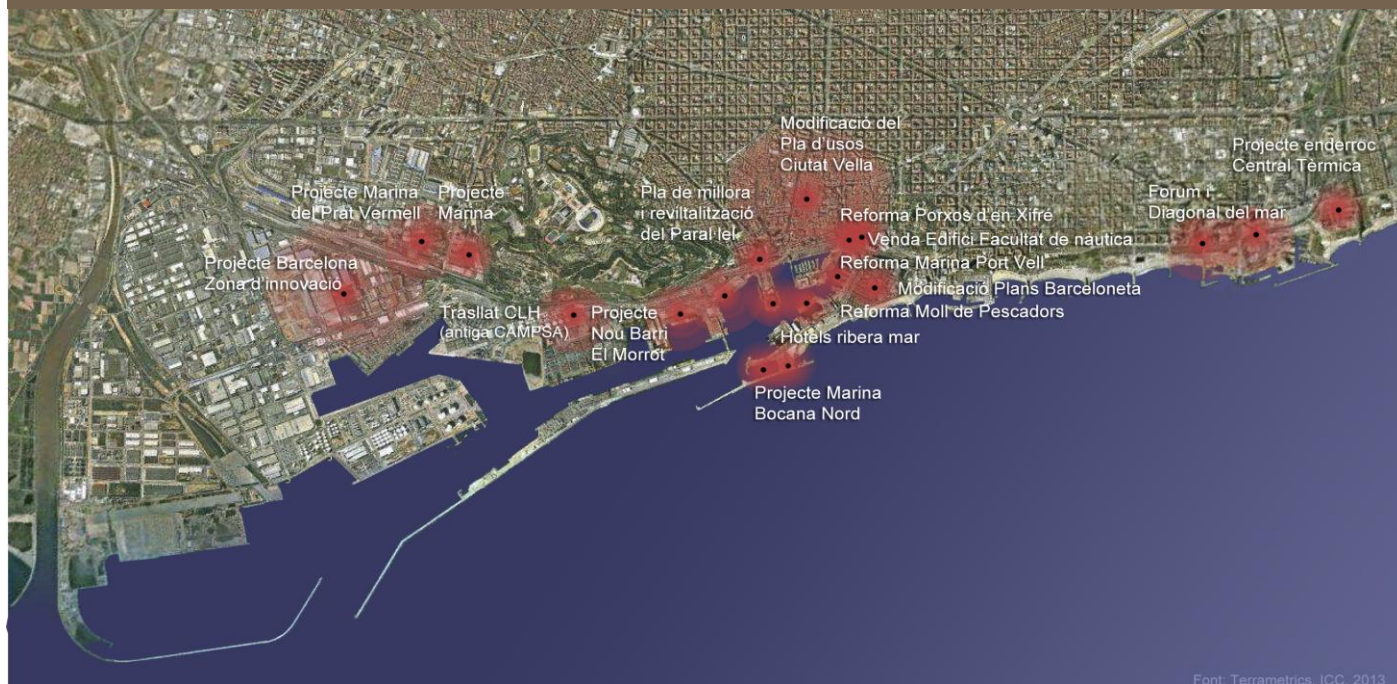 Modificació del
Pla d'usos
Ciutat Vella
Projecte enderroc
Central Tèrmica
Projecte Marina
del Prat Vermell
Projecte
Marina
Pla de millora
i reviltalització
del Paral·lel
Forum i
Diagonal del mar
Reforma Porxos d'en Xifré
Venda Edifici Facultat de nàutica
Reforma Marina Port Vell
Projecte Barcelona
Zona d'innovació
Modificació Plans Barceloneta
Trasllat CLH
(antiga CAMPSA)
Projecte
Nou Barri
El Morrot
Reforma Moll de Pescadors
Hotels ribera mar
Projecte Marina
Bocana Nord
Font: Terrametrics, ICC, 2013